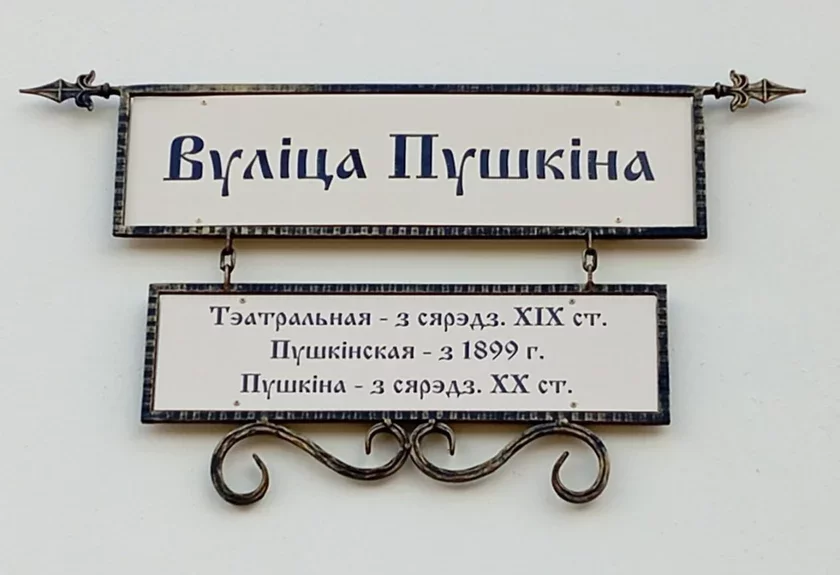 Вуліца Пушкіна
Тэатральная - з сярэдз. XIX ст.
Пушкінская - з 1899 г.
Пушкіна - з сярэдз. XX ст.